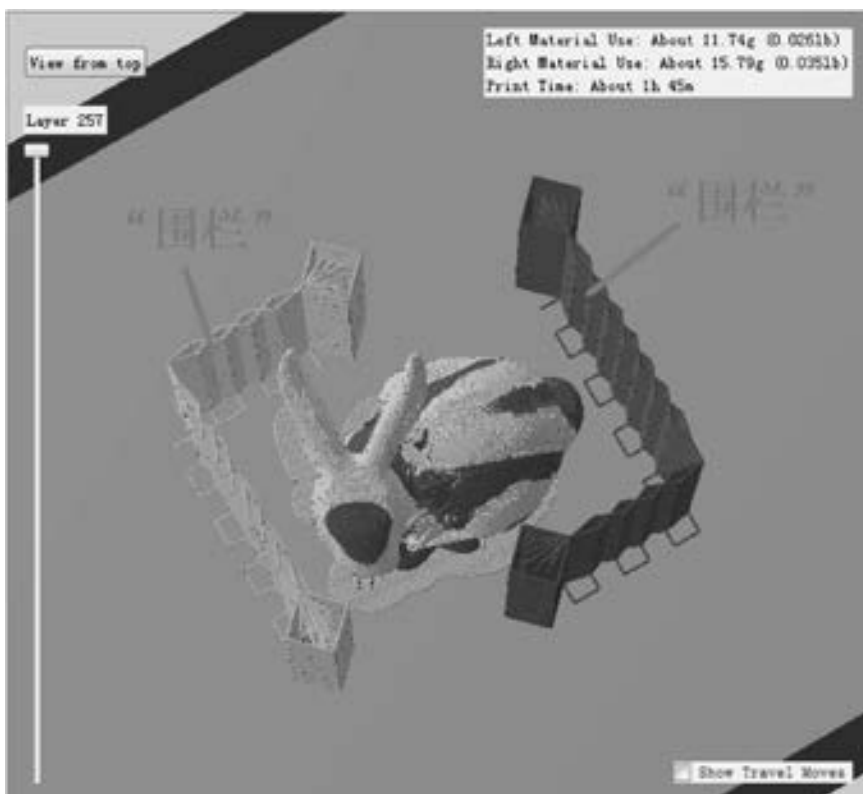 View from top
Left Material Use: About 11.74g (0.026lb)
Right Material Use: About 15.79g (0.035lb)
Print Time: About 1h 45m
Layer 257
“围栏”
“围栏”
Show Travel Moves